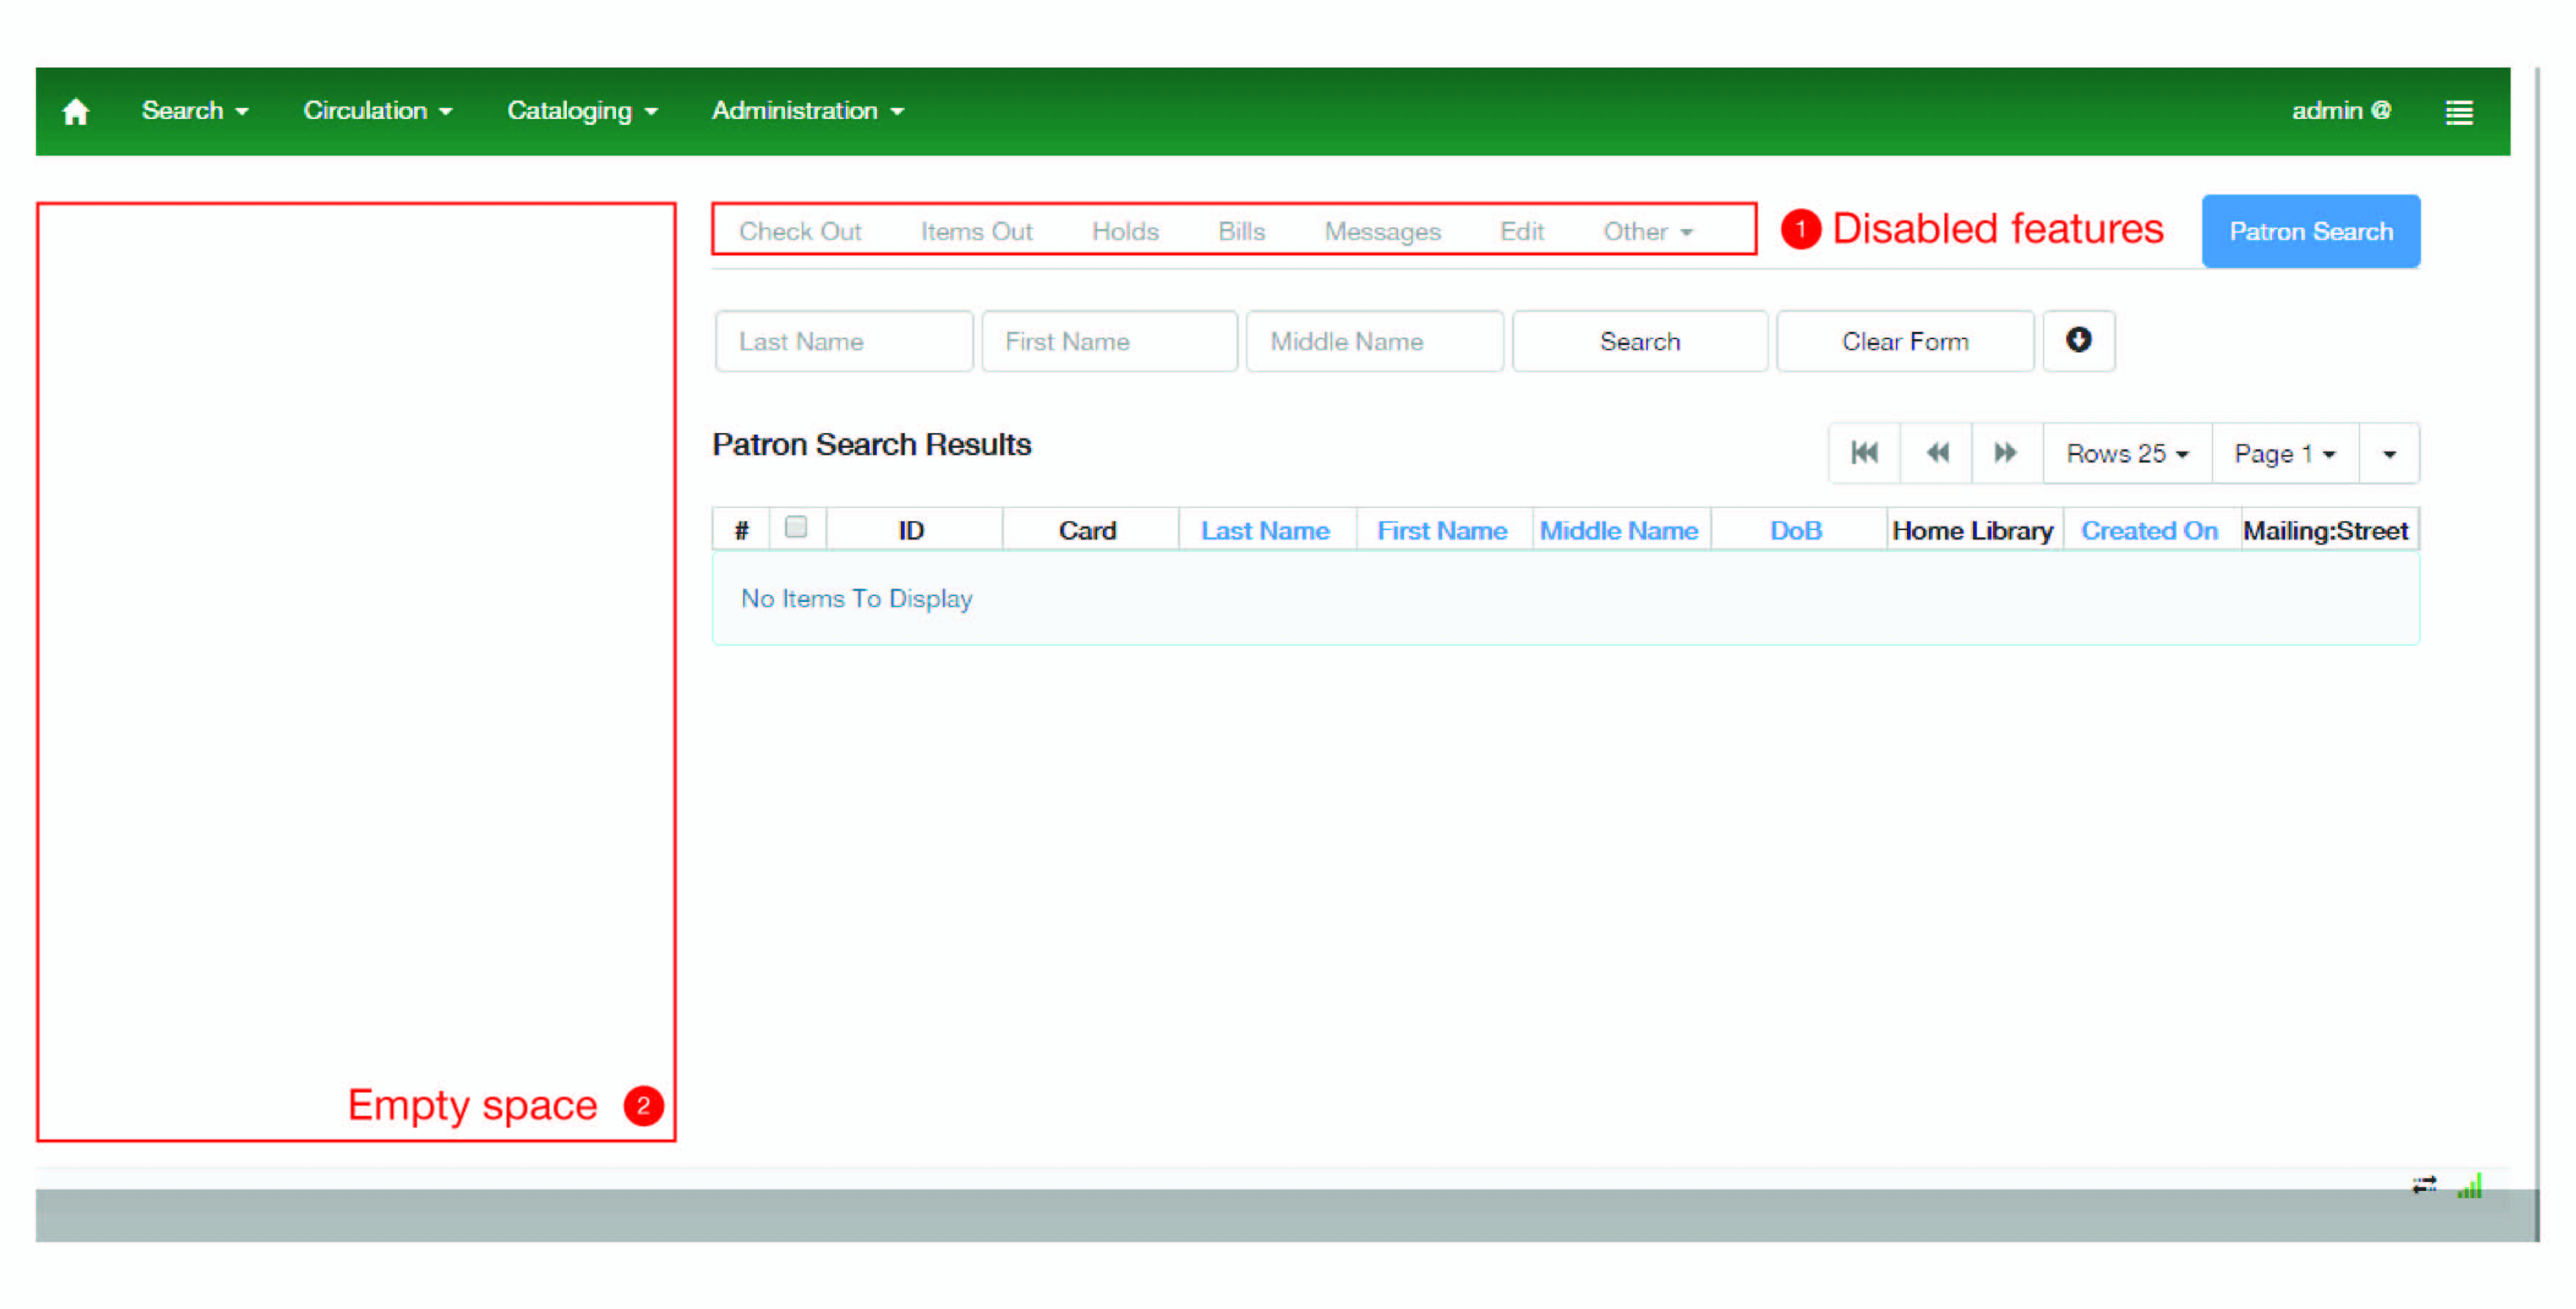 Search Circulation Cataloging Administration admin @
Check Out Items Out Holds Bills Messages Edit Other 1 Disabled features Patron Search
Last Name First Name Middle Name Search Clear Form
Patron Search Results Rows 25 Page 1
# ID Card Last Name First Name Middle Name DoB Home Library Created On Mailing:Street
No Items To Display
Empty space 2